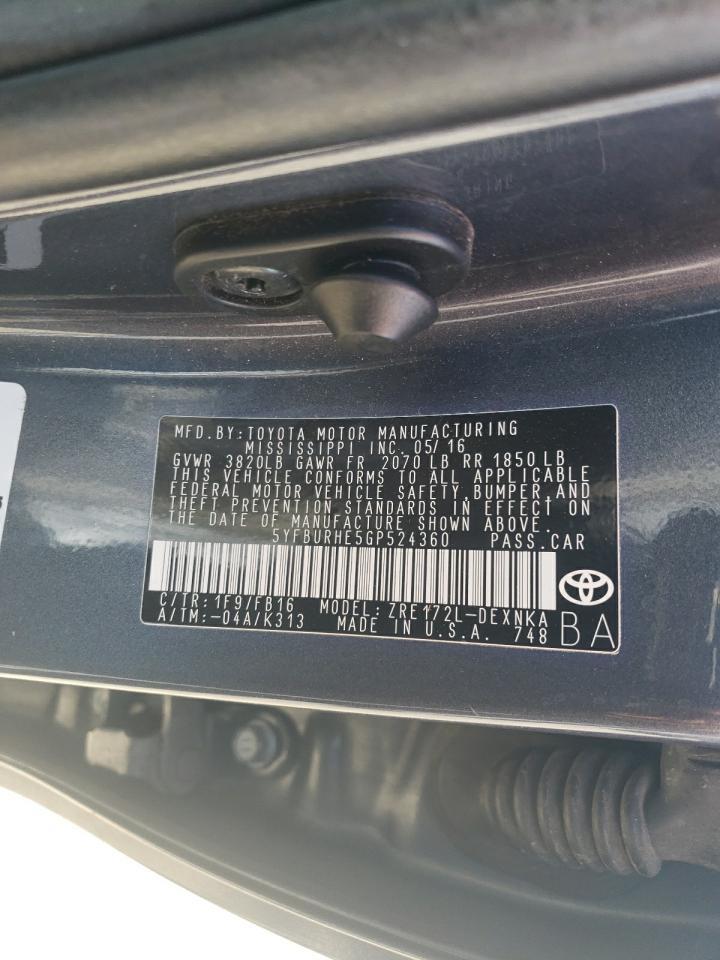 MFD.BY:TOYOTA MOTOR MANUFACTURING
MISSISSIPPI INC. 05/16
GVWR 3820LB GAWR FR 2070 LB RR 1850 LB
THIS VEHICLE CONFORMS TO ALL APPLICABLE
FEDERAL MOTOR VEHICLE SAFETY,BUMPER,AND
THEFT PREVENTION STANDARDS IN EFFECT ON
THE DATE OF MANUFACTURE SHOWN ABOVE.
5YFBURHE5GP524360 PASS.CAR
C/TR:1F9/FB16 MODEL: ZRE172L-DEXNKA
A/TM:-04A/K313 MADE IN U.S.A. 748
BA